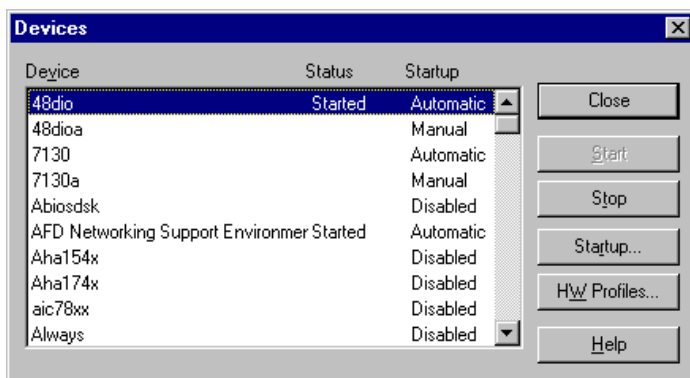 Devices
Device Status Startup
48dio Started Automatic
48dioa Manual
7130 Automatic
7130a Manual
Abiosdsk Disabled
AFD Networking Support Environmer Started Automatic
Aha154x Disabled
Aha174x Disabled
aic78xx Disabled
Always Disabled
Close
Start
Stop
Startup...
HW Profiles...
Help